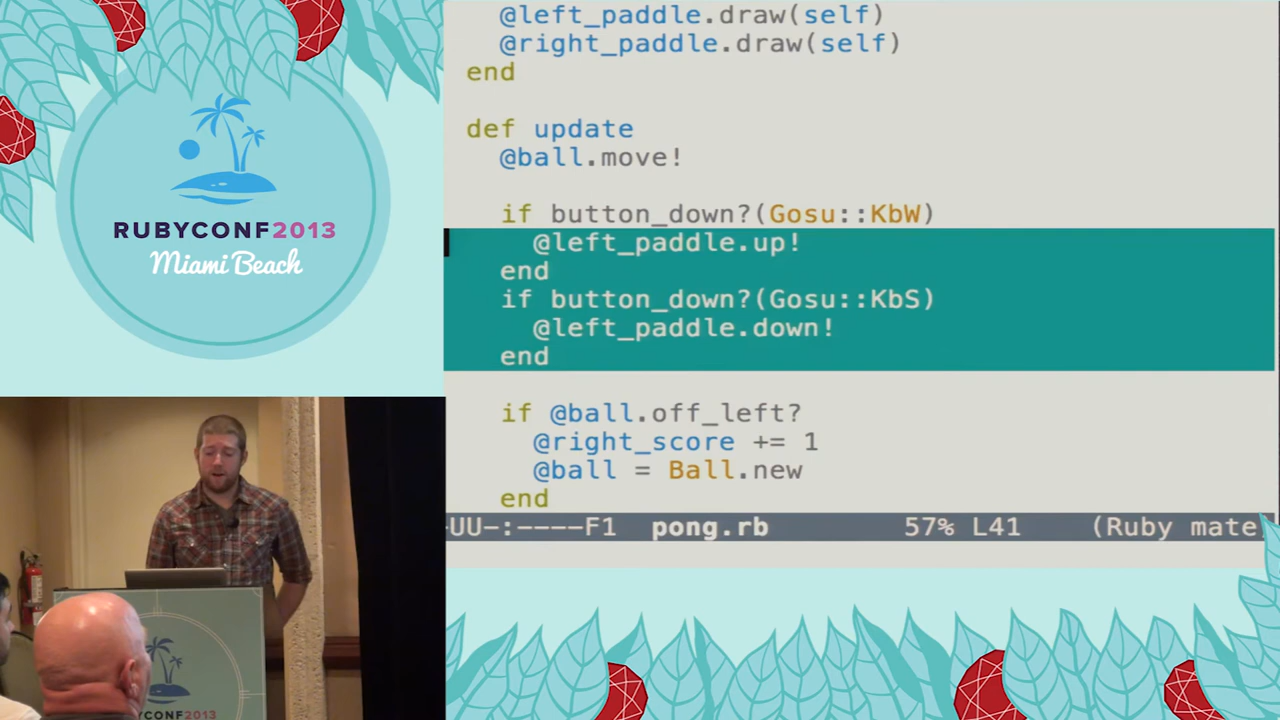 RUBYCONF2013
Miami Beach
@left_paddle.draw(self)
@right_paddle.draw(self)
end
def update
@ball.move!
if button_down?(Gosu::KbW)
@left_paddle.up!
end
if button_down?(Gosu::KbS)
@left_paddle.down!
end
if @ball.off_left?
@right_score += 1
@ball = Ball.new
end
-UU-:----F1 pong.rb 57% L41 (Ruby mate
YCONF2013